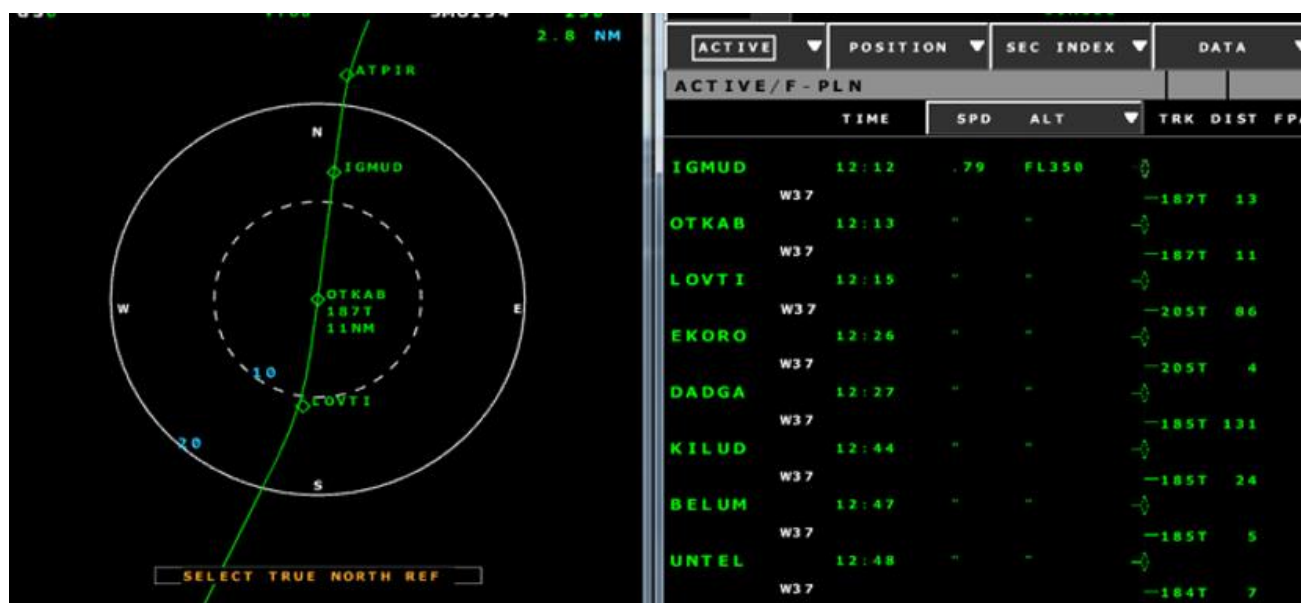 2.8 NM
ATPIR
N
IGMUD
OTKAB
187T
11NM
W
E
10
LOVTI
20
S
SELECT TRUE NORTH REF
ACTIVE
POSITION
SEC INDEX
DATA
ACTIVE/F-PLN
TIME SPD ALT TRK DIST
IGMUD 12:12 .79 FL350
W37 187T 13
OTKAB 12:13 " "
W37 187T 11
LOVTI 12:15 " "
W37 205T 86
EKORO 12:26 " "
W37 205T 4
DADGA 12:27 " "
W37 185T 131
KILUD 12:44 " "
W37 185T 24
BELUM 12:47 " "
W37 185T 5
UNTEL 12:48 " "
W37 184T 7